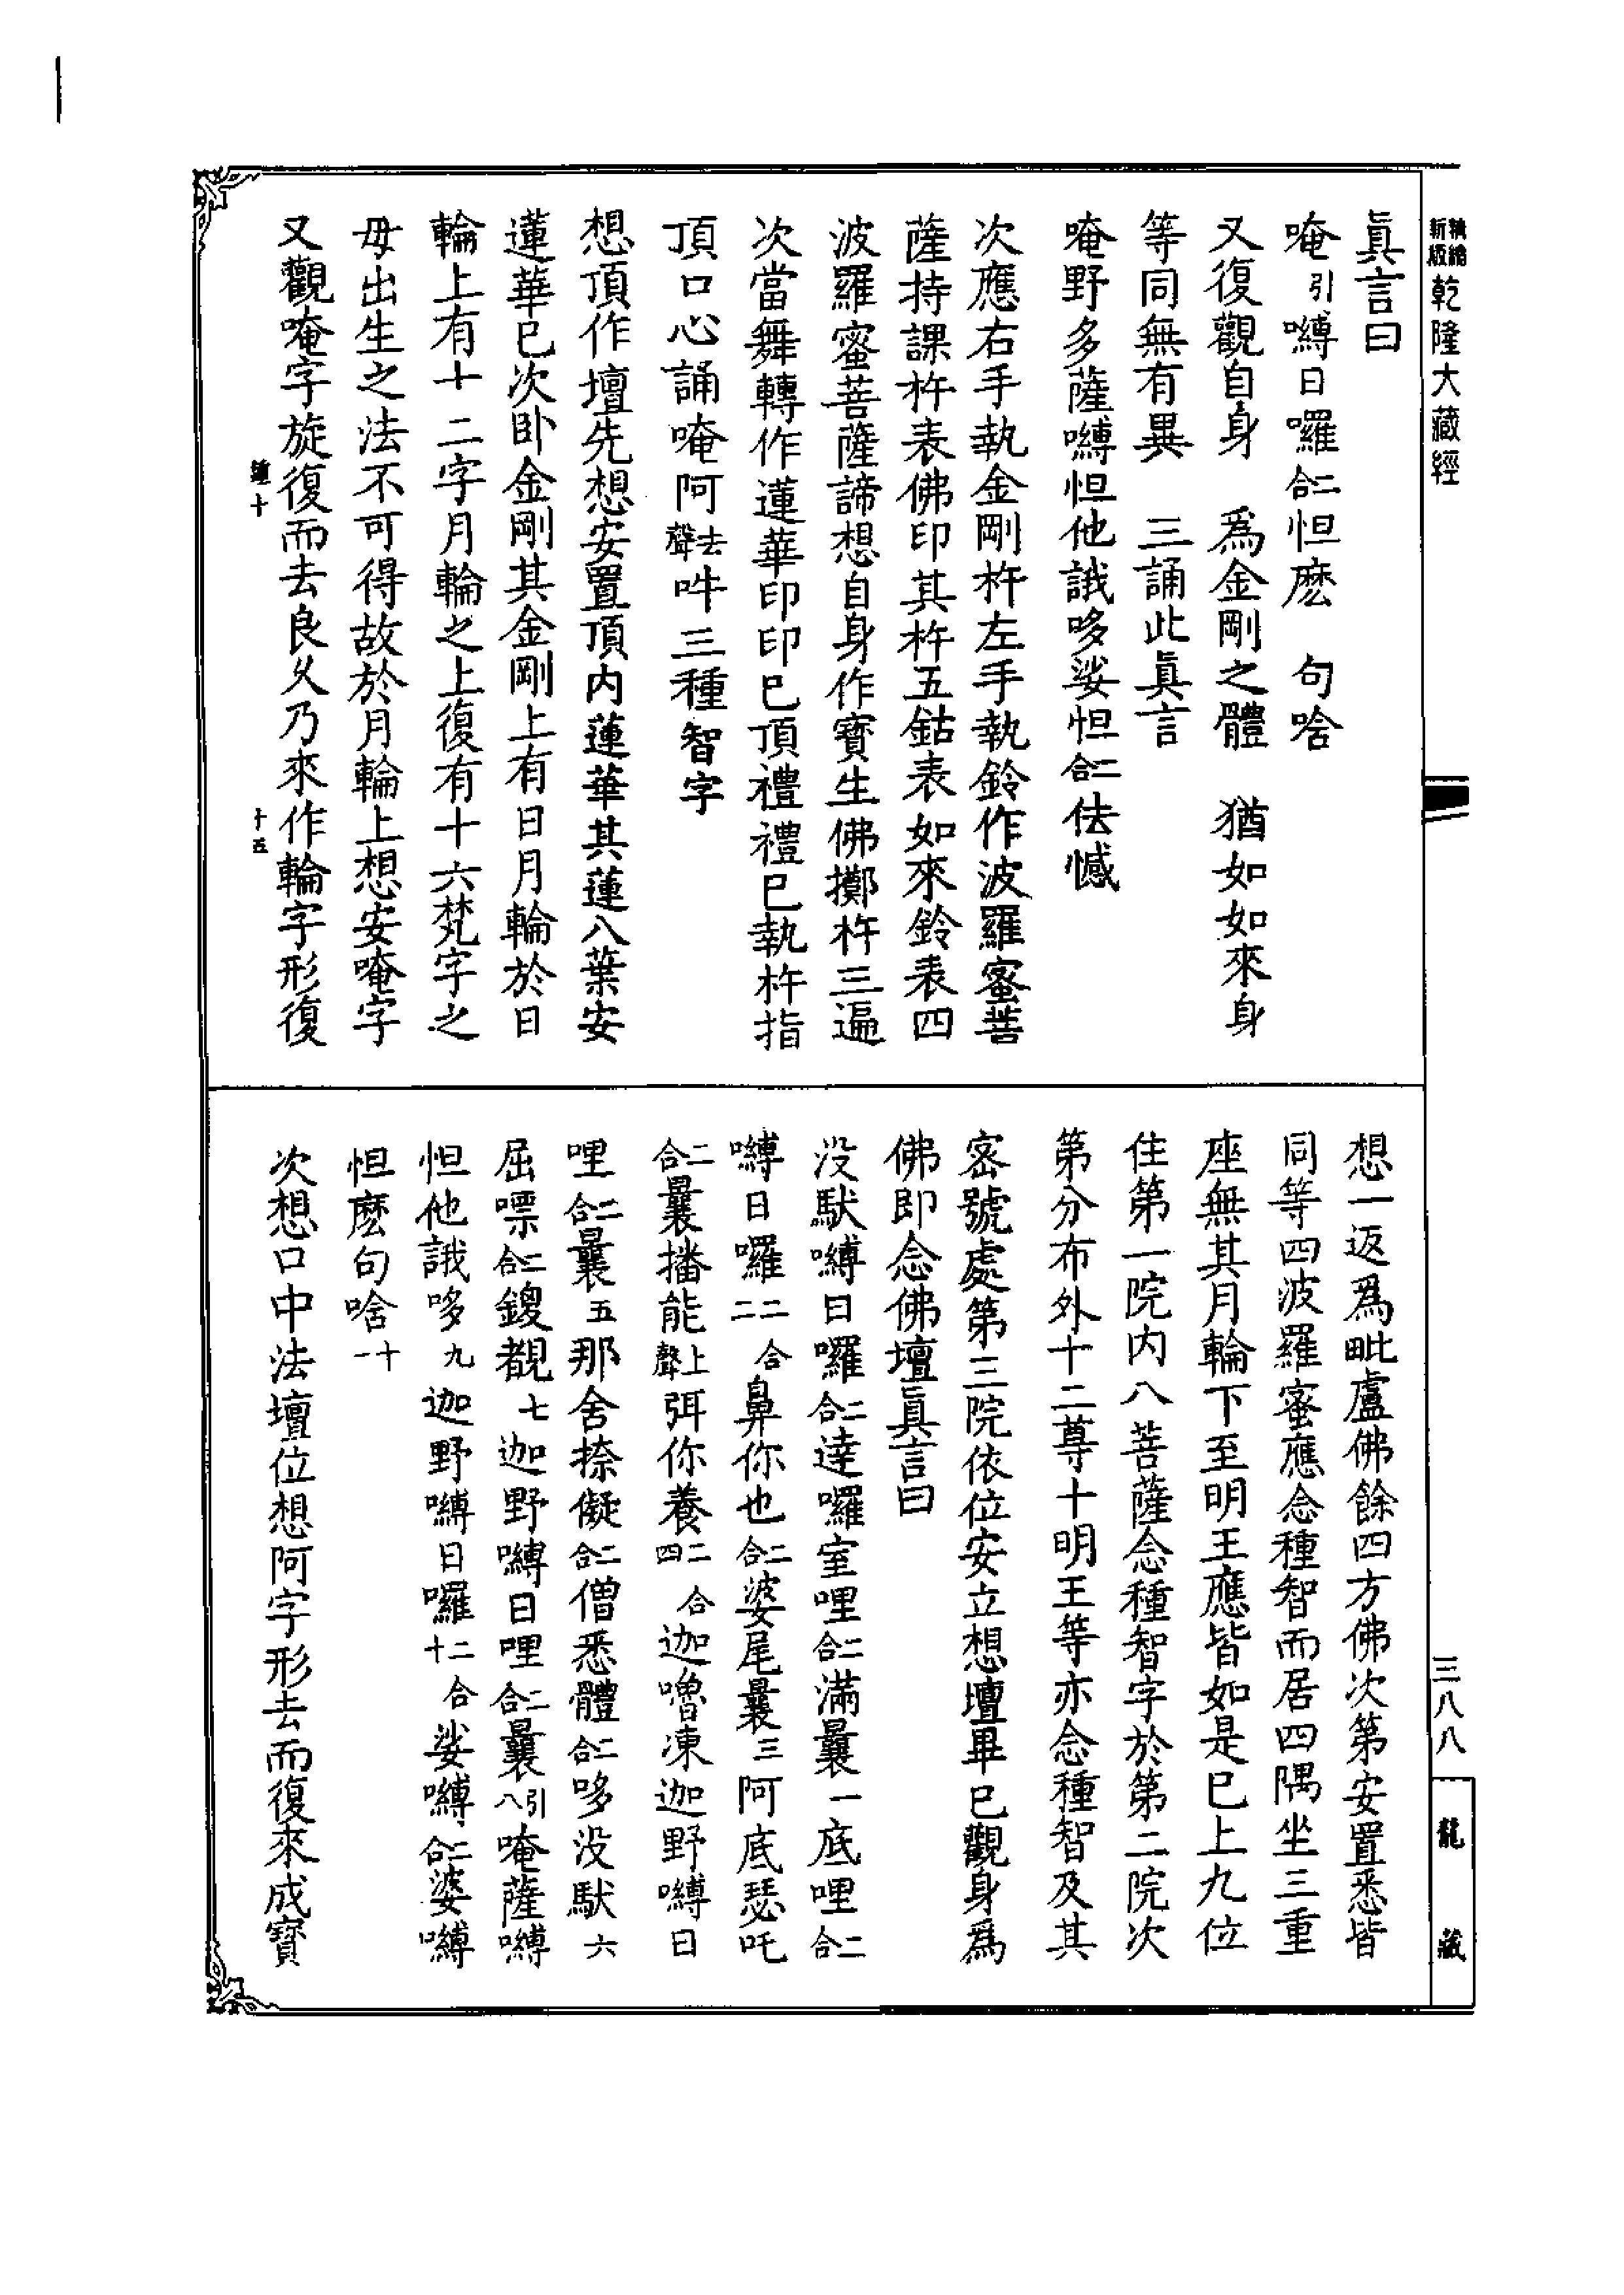 精繪新版乾隆大藏經
眞言曰
唵引嚩日囉二合怛麽 句唅
又復觀自身 爲金剛之體 猶如如來身
等同無有異 三誦此眞言
唵野多薩嚩怛他誐哆娑怛二合佉憾
次應右手執金剛杵左手執鈴作波羅蜜菩
薩持課杵表佛印其杵五鈷表如來鈴表四
波羅蜜菩薩諦想自身作寶生佛擲杵三遍
次當舞轉作蓮華印印巳頂禮禮巳執杵指
頂口心誦唵阿去聲吽三種智字
想頂作壇先想安置頂内蓮華其蓮八葉安
蓮華巳次卧金剛其金剛上有日月輪於日
輪上有十二字月輪之上復有十六梵字之
毋出生之法不可得故於月輪上想安唵字
又觀唵字旋復而去良久乃來作輪字形復
鍾十 十五
想一返爲毗盧佛餘四方佛次第安置悉皆
同等四波羅蜜應念種智而居四隅坐三重
座無其月輪下至明王應皆如是巳上九位
住第一院内八菩薩念種智字於第二院次
第分布外十二尊十明王等亦念種智及其
密號處第三院依位安立想壇畢巳觀身爲
佛即念佛壇眞言曰
没馱嚩日囉二合達囉室哩二合滿曩一底哩二合
嚩日囉二合二鼻你也二合婆尾曩三阿底瑟吒
二合曩播能上聲弭你養二合四迦嚕凍迦野嚩日
哩二合曩五那舍捺儗二合僧悉體二合哆没馱六
屈嘌二合鑁覩七迦野嚩日哩二合曩引八唵薩嚩
怛他誐哆九迦野嚩日囉二合十娑嚩二合婆嚩
怛麽句唅十一
次想口中法壇位想阿字形去而復來成寶
三八八
龍藏